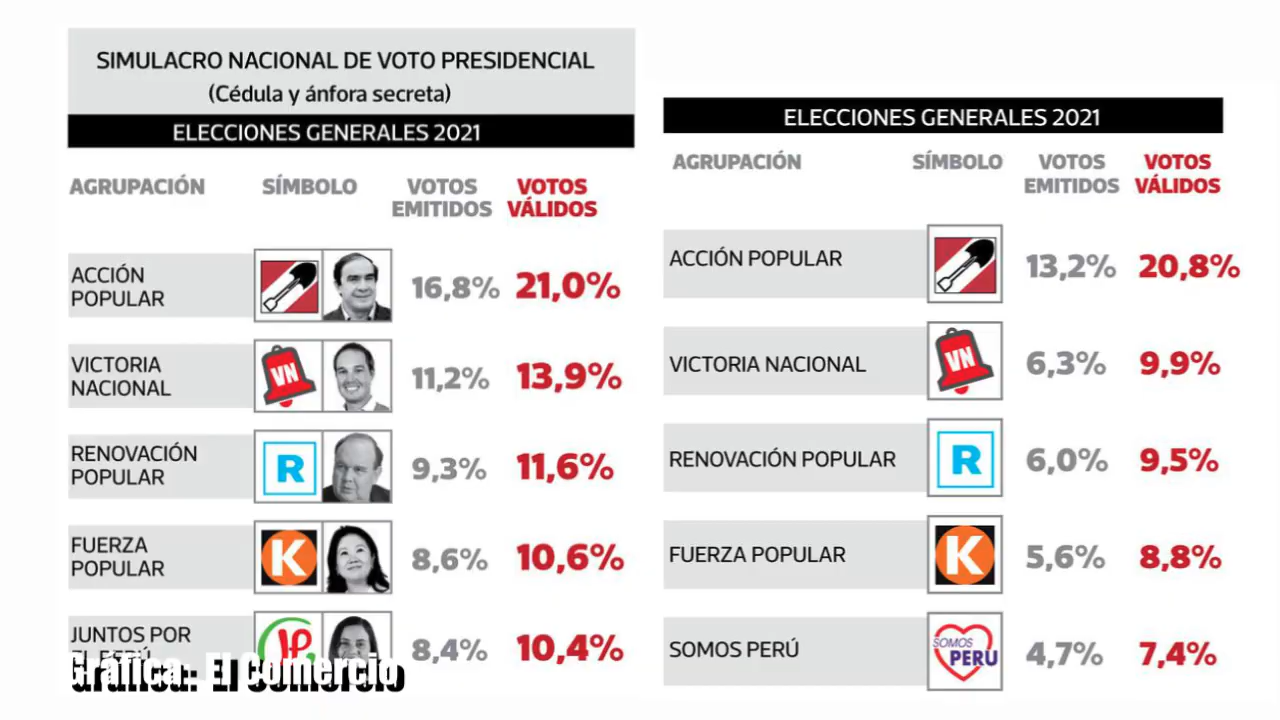 SIMULACRO NACIONAL DE VOTO PRESIDENCIAL
(Cédula y ánfora secreta)
ELECCIONES GENERALES 2021
AGRUPACIÓN SÍMBOLO VOTOS EMITIDOS VOTOS VÁLIDOS
ACCIÓN POPULAR 16,8% 21,0%
VICTORIA NACIONAL VN 11,2% 13,9%
RENOVACIÓN POPULAR R 9,3% 11,6%
FUERZA POPULAR K 8,6% 10,6%
JUNTOS POR EL PERÚ JP 8,4% 10,4%
Gráfica: El Comercio
ELECCIONES GENERALES 2021
AGRUPACIÓN SÍMBOLO VOTOS EMITIDOS VOTOS VÁLIDOS
ACCIÓN POPULAR 13,2% 20,8%
VICTORIA NACIONAL VN 6,3% 9,9%
RENOVACIÓN POPULAR R 6,0% 9,5%
FUERZA POPULAR K 5,6% 8,8%
SOMOS PERÚ SOMOS PERU 4,7% 7,4%